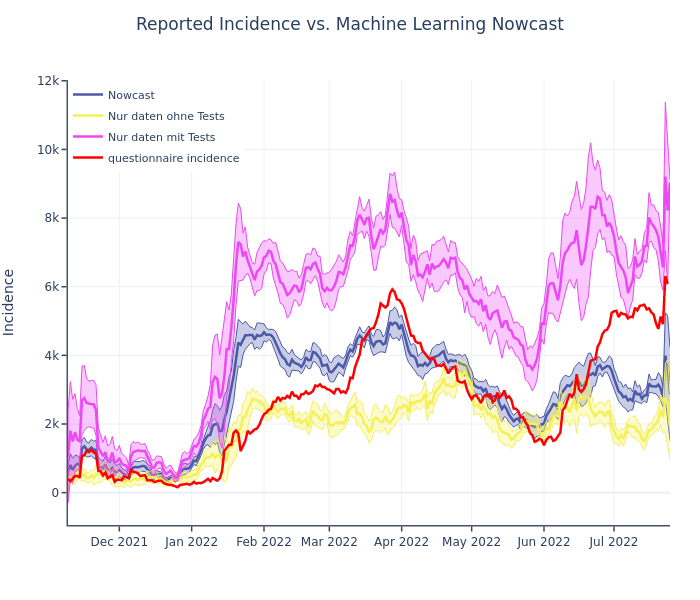 Reported Incidence vs. Machine Learning Nowcast
12k
10k
8k
6k
4k
2k
0
Incidence
Nowcast
Nur daten ohne Tests
Nur daten mit Tests
questionnaire incidence
Dec 2021
Jan 2022
Feb 2022
Mar 2022
Apr 2022
May 2022
Jun 2022
Jul 2022